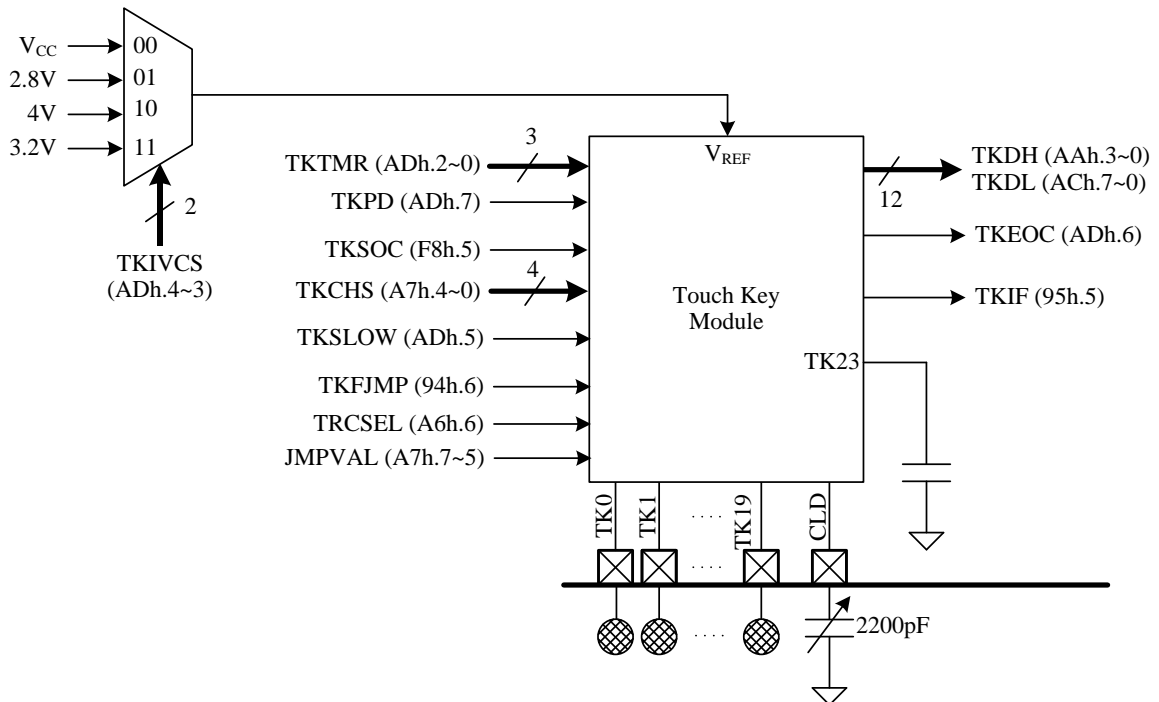 V_CC
00
2.8V
01
4V
10
3.2V
11
2
TKIVCS
(ADh.4~3)
TKTMR (ADh.2~0)
3
V_REF
TKDH (AAh.3~0)
TKDL (ACh.7~0)
12
TKPD (ADh.7)
TKSOC (F8h.5)
TKEOC (ADh.6)
TKCHS (A7h.4~0)
4
Touch Key
Module
TKIF (95h.5)
TKSLOW (ADh.5)
TK23
TKFJMP (94h.6)
TRCSEL (A6h.6)
JMPVAL (A7h.7~5)
TK0
TK1
....
TK19
CLD
....
....
2200pF